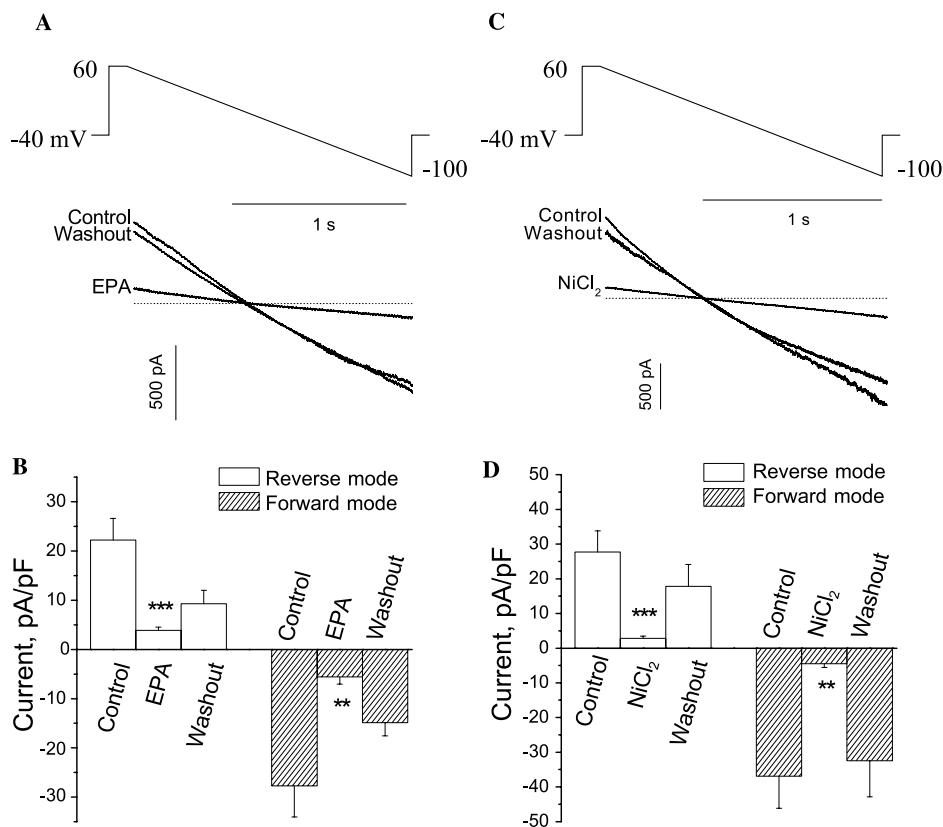 A
60
-40 mV
-100
1 s
Control
Washout
EPA
500 pA
C
60
-40 mV
-100
1 s
Control
Washout
NiCl₂
500 pA
B
Reverse mode
Forward mode
Current, pA/pF
30
20
10
0
-10
-20
-30
***
**
Control
EPA
Washout
Control
EPA
Washout
D
Reverse mode
Forward mode
Current, pA/pF
50
40
30
20
10
0
-10
-20
-30
-40
-50
***
**
Control
NiCl₂
Washout
Control
NiCl₂
Washout